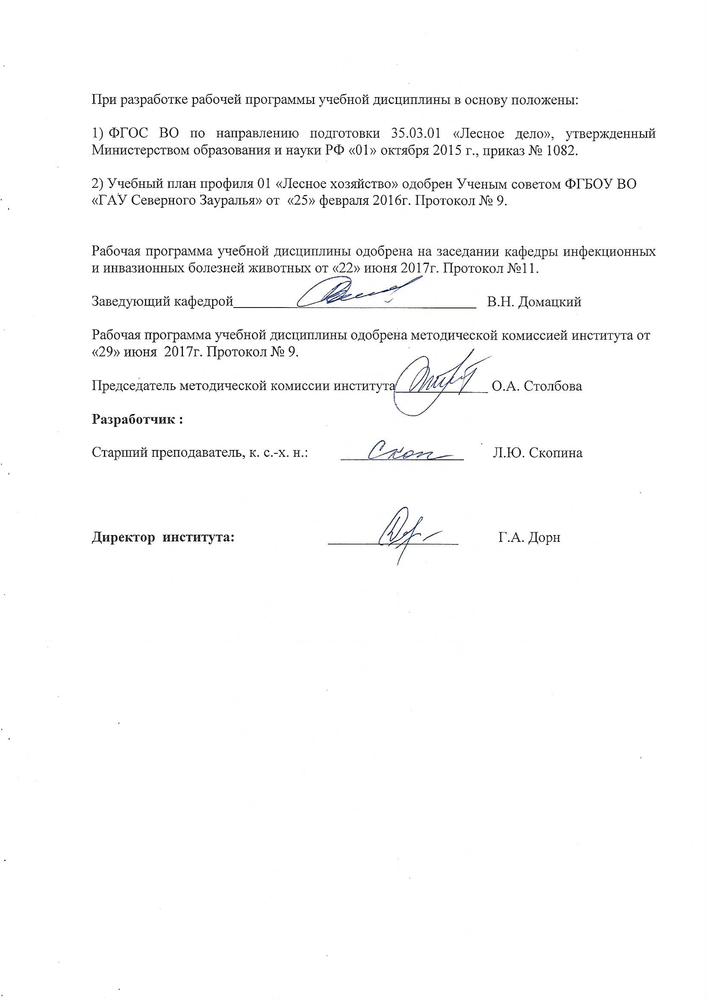 При разработке рабочей программы учебной дисциплины в основу положены:
1) ФГОС ВО по направлению подготовки 35.03.01 «Лесное дело», утвержденный
Министерством образования и науки РФ «01» октября 2015 г., приказ № 1082.
2) Учебный план профиля 01 «Лесное хозяйство» одобрен Ученым советом ФГБОУ ВО
«ГАУ Северного Зауралья» от «25» февраля 2016г. Протокол № 9.
Рабочая программа учебной дисциплины одобрена на заседании кафедры инфекционных
и инвазионных болезней животных от «22» июня 2017г. Протокол №11.
Заведующий кафедрой В.Н. Домацкий
Рабочая программа учебной дисциплины одобрена методической комиссией института от
«29» июня 2017г. Протокол № 9.
Председатель методической комиссии института О.А. Столбова
Разработчик :
Старший преподаватель, к. с.-х. н.: Скоп Л.Ю. Скопина
Директор института: Г.А. Дорн